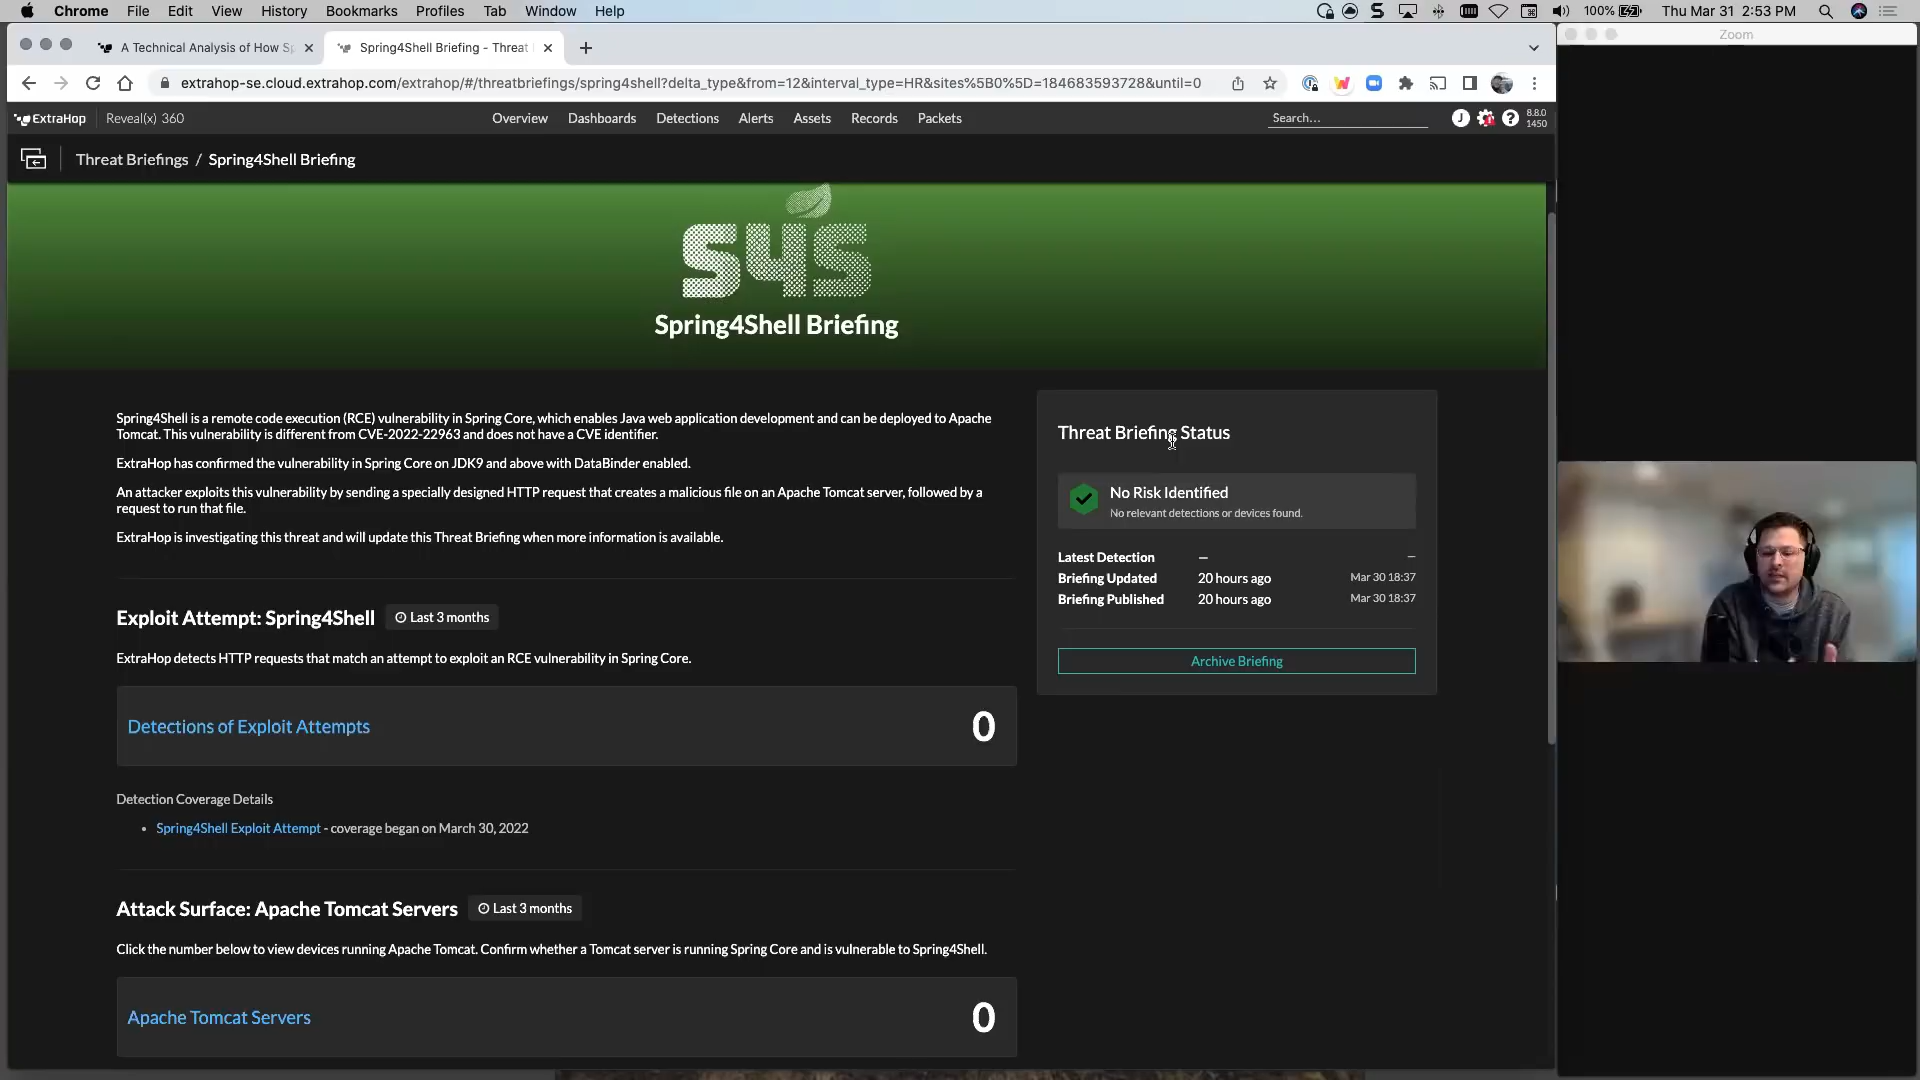 Chrome File Edit View History Bookmarks Profiles Tab Window Help
100% Thu Mar 31 2:53 PM
A Technical Analysis of How Sp
Spring4Shell Briefing - Threat
Zoom
extrahop-se.cloud.extrahop.com/extrahop/#/threatbriefings/spring4shell?delta_type&from=12&interval_type=HR&sites%5B0%5D=184683593728&until=0
ExtraHop Reveal(x) 360 Overview Dashboards Detections Alerts Assets Records Packets Search... J ? 8.8.0
1450
Threat Briefings / Spring4Shell Briefing
S4S
Spring4Shell Briefing
Spring4Shell is a remote code execution (RCE) vulnerability in Spring Core, which enables Java web application development and can be deployed to Apache
Tomcat. This vulnerability is different from CVE-2022-22963 and does not have a CVE identifier.
ExtraHop has confirmed the vulnerability in Spring Core on JDK9 and above with DataBinder enabled.
An attacker exploits this vulnerability by sending a specially designed HTTP request that creates a malicious file on an Apache Tomcat server, followed by a
request to run that file.
ExtraHop is investigating this threat and will update this Threat Briefing when more information is available.
Exploit Attempt: Spring4Shell Last 3 months
ExtraHop detects HTTP requests that match an attempt to exploit an RCE vulnerability in Spring Core.
Detections of Exploit Attempts 0
Detection Coverage Details
• Spring4Shell Exploit Attempt - coverage began on March 30, 2022
Attack Surface: Apache Tomcat Servers Last 3 months
Click the number below to view devices running Apache Tomcat. Confirm whether a Tomcat server is running Spring Core and is vulnerable to Spring4Shell.
Apache Tomcat Servers 0
Threat Briefing Status
No Risk Identified
No relevant detections or devices found.
Latest Detection – –
Briefing Updated 20 hours ago Mar 30 18:37
Briefing Published 20 hours ago Mar 30 18:37
Archive Briefing